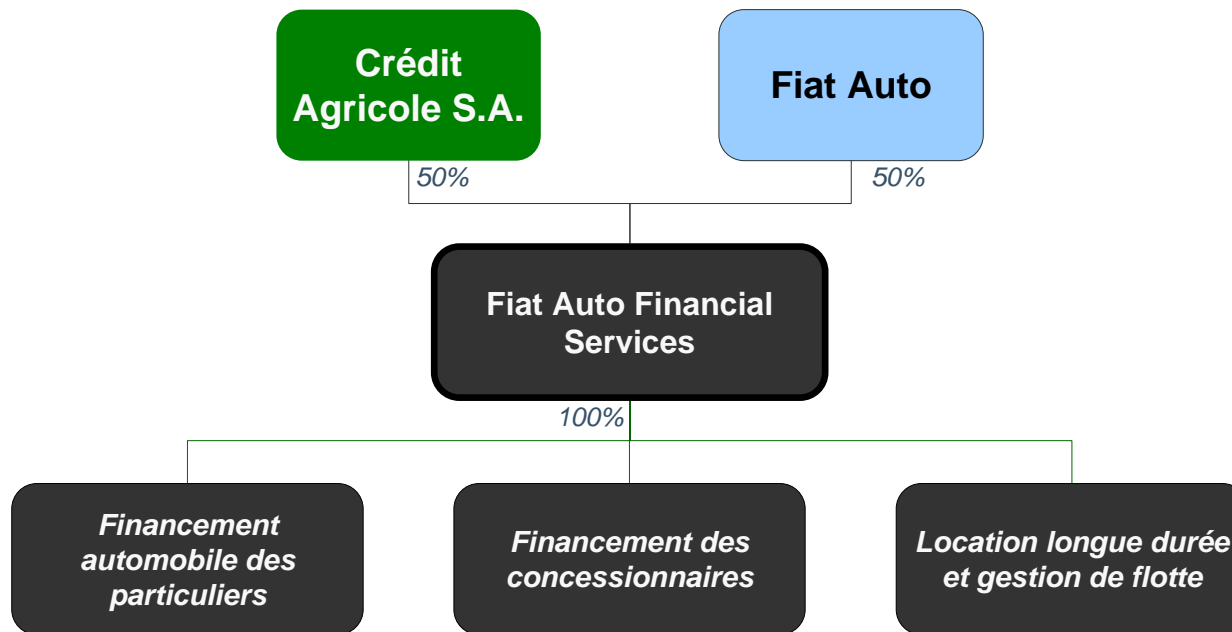 Crédit
Agricole S.A.
Fiat Auto
50%
50%
Fiat Auto Financial
Services
100%
Financement
automobile des
particuliers
Financement des
concessionnaires
Location longue durée
et gestion de flotte